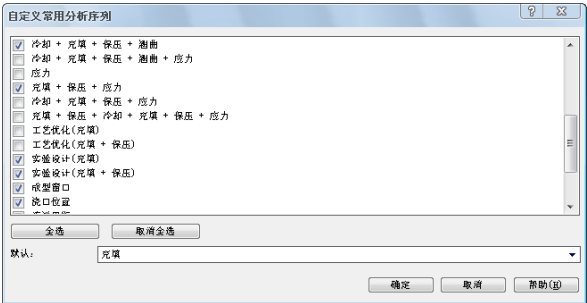 自定义常用分析序列
冷却 + 充填 + 保压 + 翘曲
冷却 + 充填 + 保压 + 翘曲 + 应力
应力
充填 + 保压 + 应力
冷却 + 充填 + 保压 + 应力
充填 + 保压 + 冷却 + 充填 + 保压 + 应力
工艺优化(充填)
工艺优化(充填 + 保压)
实验设计(充填)
实验设计(充填 + 保压)
成型窗口
浇口位置
全选 取消全选
默认: 充填
确定 取消 帮助(H)